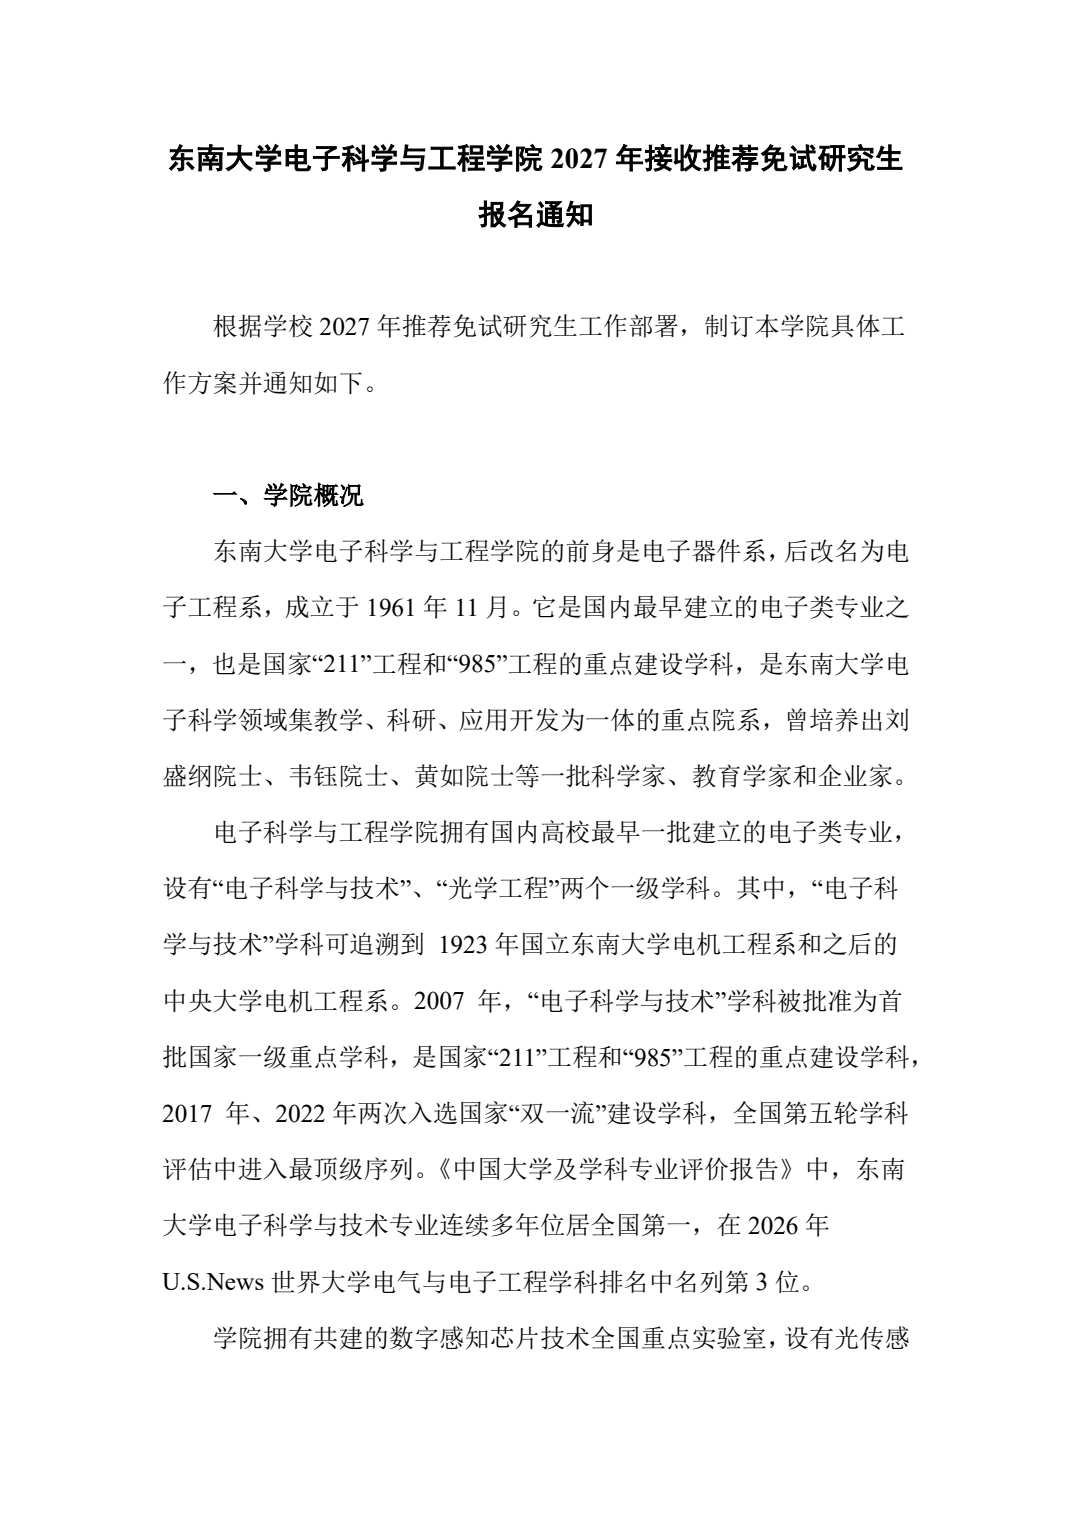 东南大学电子科学与工程学院 2027 年接收推荐免试研究生
报名通知
根据学校 2027 年推荐免试研究生工作部署，制订本学院具体工
作方案并通知如下。
一、学院概况
东南大学电子科学与工程学院的前身是电子器件系，后改名为电
子工程系，成立于 1961 年 11 月。它是国内最早建立的电子类专业之
一，也是国家“211”工程和“985”工程的重点建设学科，是东南大学电
子科学领域集教学、科研、应用开发为一体的重点院系，曾培养出刘
盛纲院士、韦钰院士、黄如院士等一批科学家、教育学家和企业家。
电子科学与工程学院拥有国内高校最早一批建立的电子类专业，
设有“电子科学与技术”、“光学工程”两个一级学科。其中，“电子科
学与技术”学科可追溯到 1923 年国立东南大学电机工程系和之后的
中央大学电机工程系。2007 年，“电子科学与技术”学科被批准为首
批国家一级重点学科，是国家“211”工程和“985”工程的重点建设学科，
2017 年、2022 年两次入选国家“双一流”建设学科，全国第五轮学科
评估中进入最顶级序列。《中国大学及学科专业评价报告》中，东南
大学电子科学与技术专业连续多年位居全国第一，在 2026 年
U.S.News 世界大学电气与电子工程学科排名中名列第 3 位。
学院拥有共建的数字感知芯片技术全国重点实验室，设有光传感